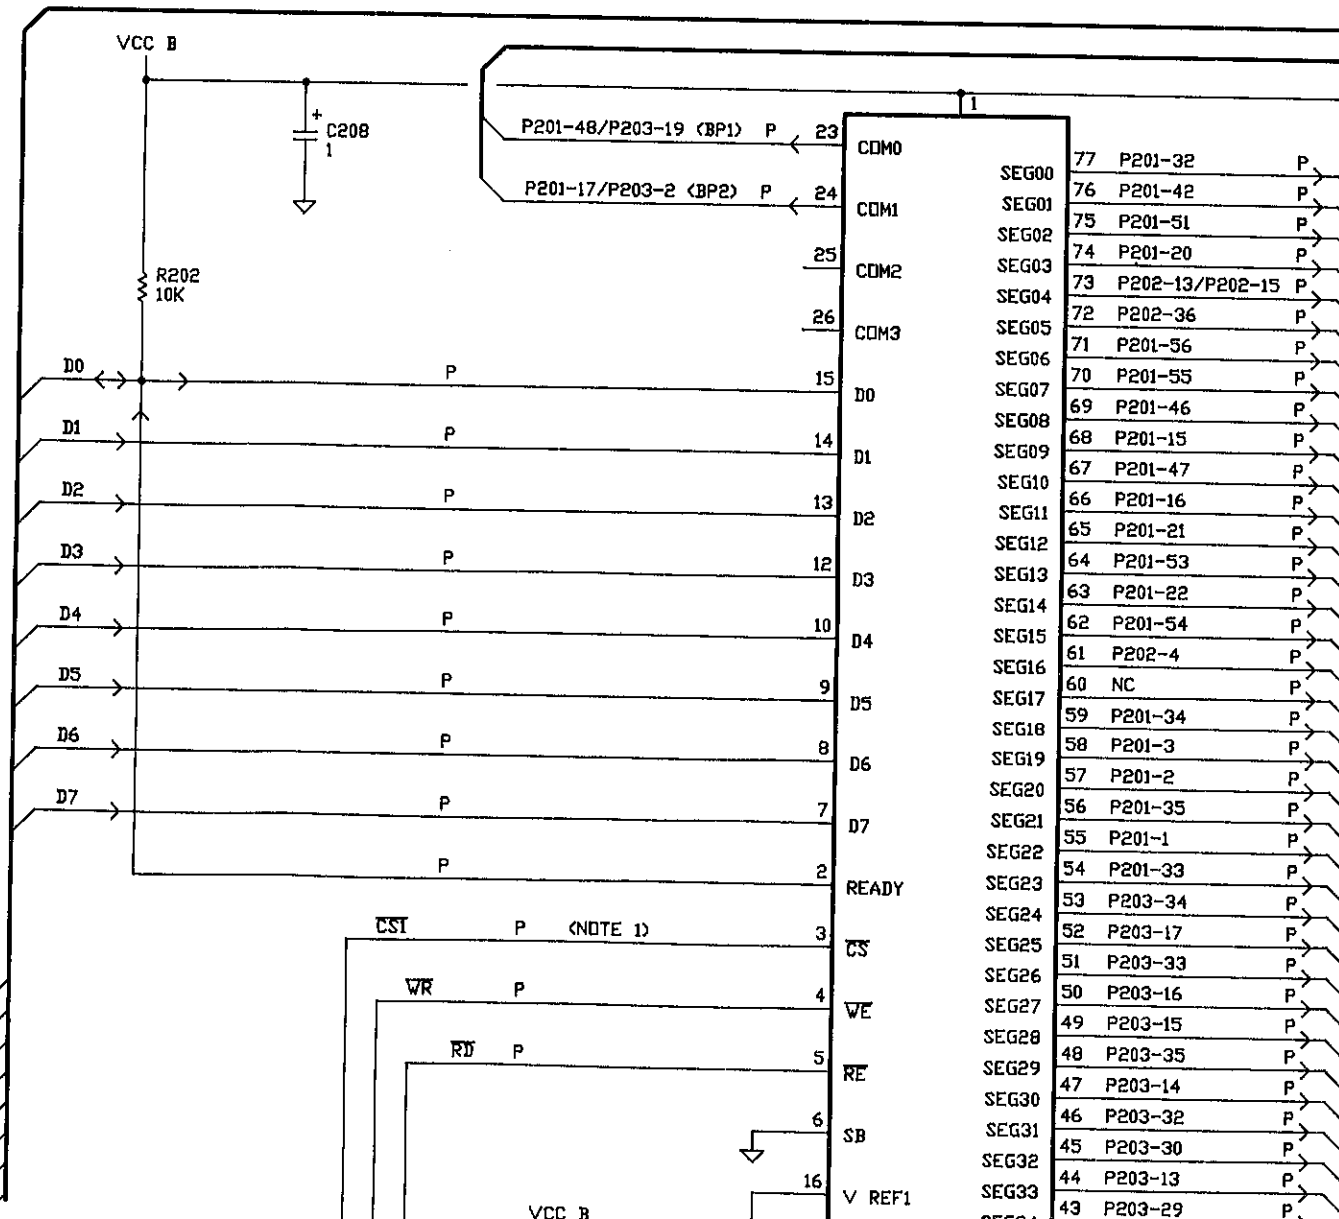 VCC B
+
C208
1
R202
10K
P201-48/P203-19 (BP1) P 23 COM0
P201-17/P203-2 (BP2) P 24 COM1
25 COM2
26 COM3
D0 P 15 D0
D1 P 14 D1
D2 P 13 D2
D3 P 12 D3
D4 P 10 D4
D5 P 9 D5
D6 P 8 D6
D7 P 7 D7
P 2 READY
CS1 P (NOTE 1) 3 CS
WR P 4 WE
RD P 5 RE
6 SB
16 V REF1
VCC B
1
SEG00 77 P201-32 P
SEG01 76 P201-42 P
SEG02 75 P201-51 P
SEG03 74 P201-20 P
SEG04 73 P202-13/P202-15 P
SEG05 72 P202-36 P
SEG06 71 P201-56 P
SEG07 70 P201-55 P
SEG08 69 P201-46 P
SEG09 68 P201-15 P
SEG10 67 P201-47 P
SEG11 66 P201-16 P
SEG12 65 P201-21 P
SEG13 64 P201-53 P
SEG14 63 P201-22 P
SEG15 62 P201-54 P
SEG16 61 P202-4 P
SEG17 60 NC P
SEG18 59 P201-34 P
SEG19 58 P201-3 P
SEG20 57 P201-2 P
SEG21 56 P201-35 P
SEG22 55 P201-1 P
SEG23 54 P201-33 P
SEG24 53 P203-34 P
SEG25 52 P203-17 P
SEG26 51 P203-33 P
SEG27 50 P203-16 P
SEG28 49 P203-15 P
SEG29 48 P203-35 P
SEG30 47 P203-14 P
SEG31 46 P203-32 P
SEG32 45 P203-30 P
SEG33 44 P203-13 P
43 P203-29 P